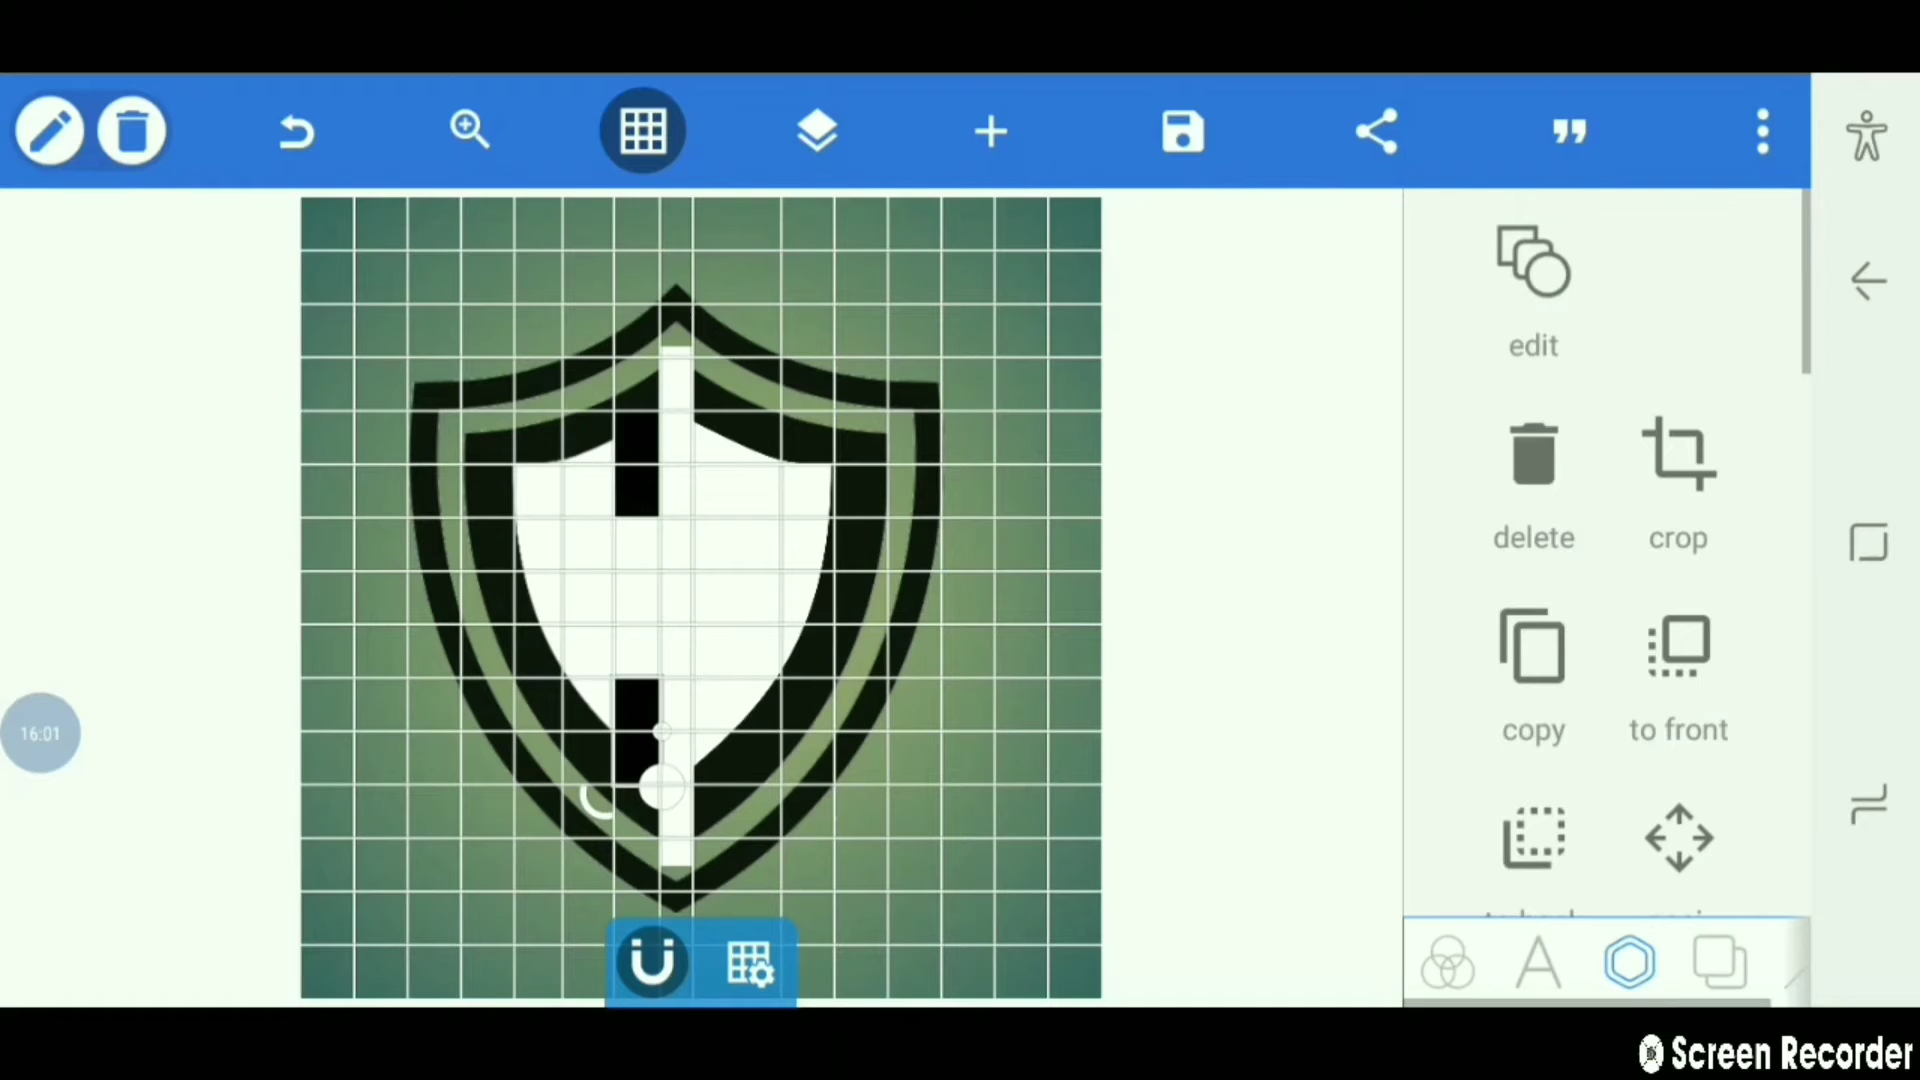 edit
delete
crop
copy
to front
16:01
Screen Recorder